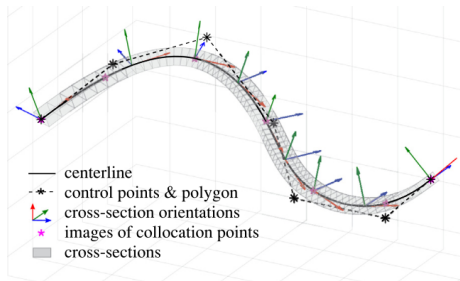 centerline
control points & polygon
cross-section orientations
images of collocation points
cross-sections